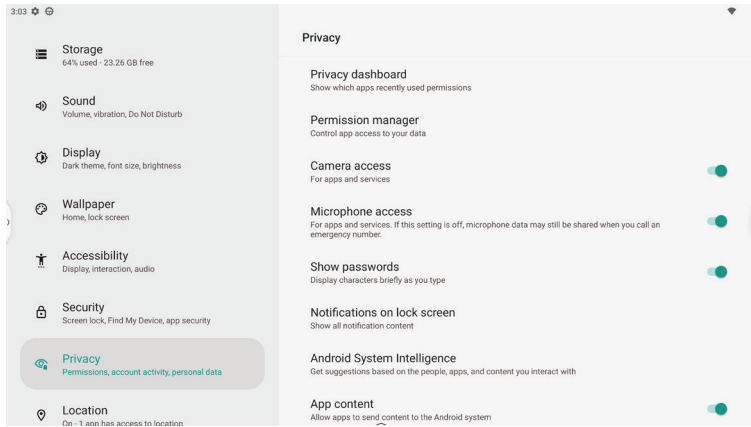 3:03
Storage
64% used - 23.26 GB free
Sound
Volume, vibration, Do Not Disturb
Display
Dark theme, font size, brightness
Wallpaper
Home, lock screen
Accessibility
Display, interaction, audio
Security
Screen lock, Find My Device, app security
Privacy
Permissions, account activity, personal data
Location
On - 1 app has access to location
Privacy
Privacy dashboard
Show which apps recently used permissions
Permission manager
Control app access to your data
Camera access
For apps and services
Microphone access
For apps and services. If this setting is off, microphone data may still be shared when you call an
emergency number.
Show passwords
Display characters briefly as you type
Notifications on lock screen
Show all notification content
Android System Intelligence
Get suggestions based on the people, apps, and content you interact with
App content
Allow apps to send content to the Android system